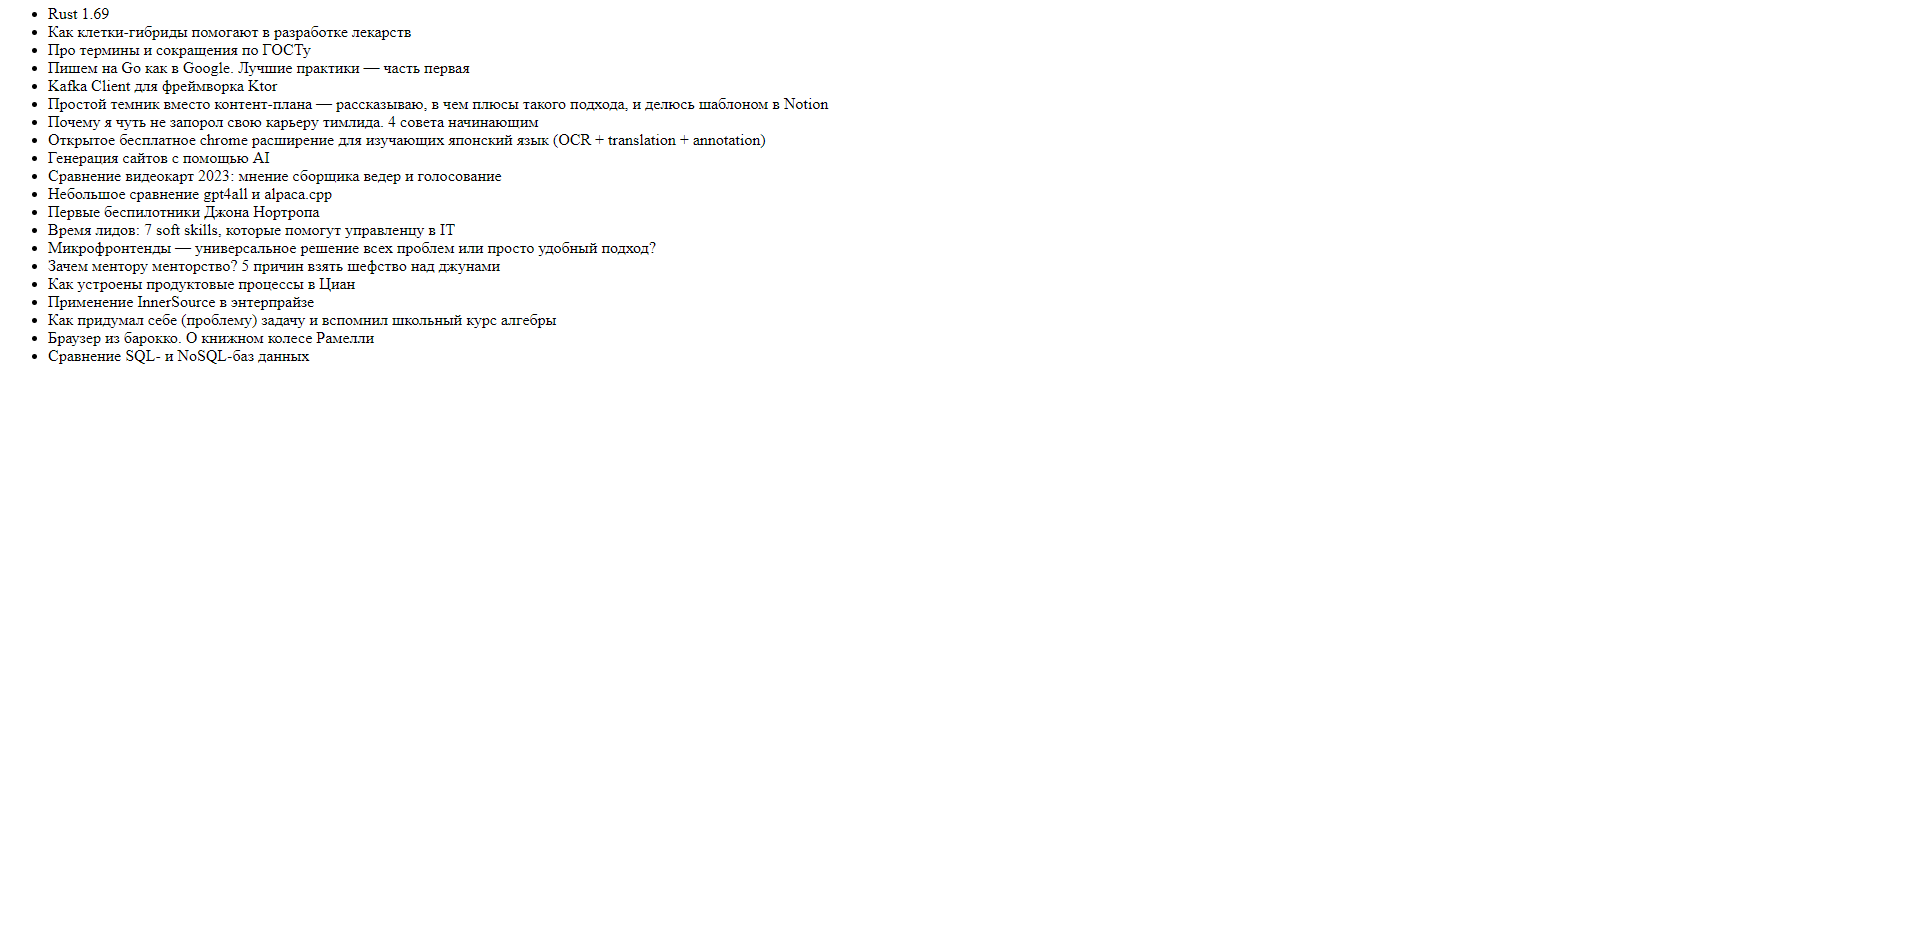 Rust 1.69
Как клетки-гибриды помогают в разработке лекарств
Про термины и сокращения по ГОСТу
Пишем на Go как в Google. Лучшие практики — часть первая
Kafka Client для фреймворка Ktor
Простой темник вместо контент-плана — рассказываю, в чем плюсы такого подхода, и делюсь шаблоном в Notion
Почему я чуть не запорол свою карьеру тимлида. 4 совета начинающим
Открытое бесплатное chrome расширение для изучающих японский язык (OCR + translation + annotation)
Генерация сайтов с помощью AI
Сравнение видеокарт 2023: мнение сборщика ведер и голосование
Небольшое сравнение gpt4all и alpaca.cpp
Первые беспилотники Джона Нортропа
Время лидов: 7 soft skills, которые помогут управленцу в IT
Микрофронтенды — универсальное решение всех проблем или просто удобный подход?
Зачем ментору менторство? 5 причин взять шефство над джунами
Как устроены продуктовые процессы в Циан
Применение InnerSource в энтерпрайзе
Как придумал себе (проблему) задачу и вспомнил школьный курс алгебры
Браузер из барокко. О книжном колесе Рамелли
Сравнение SQL- и NoSQL-баз данных